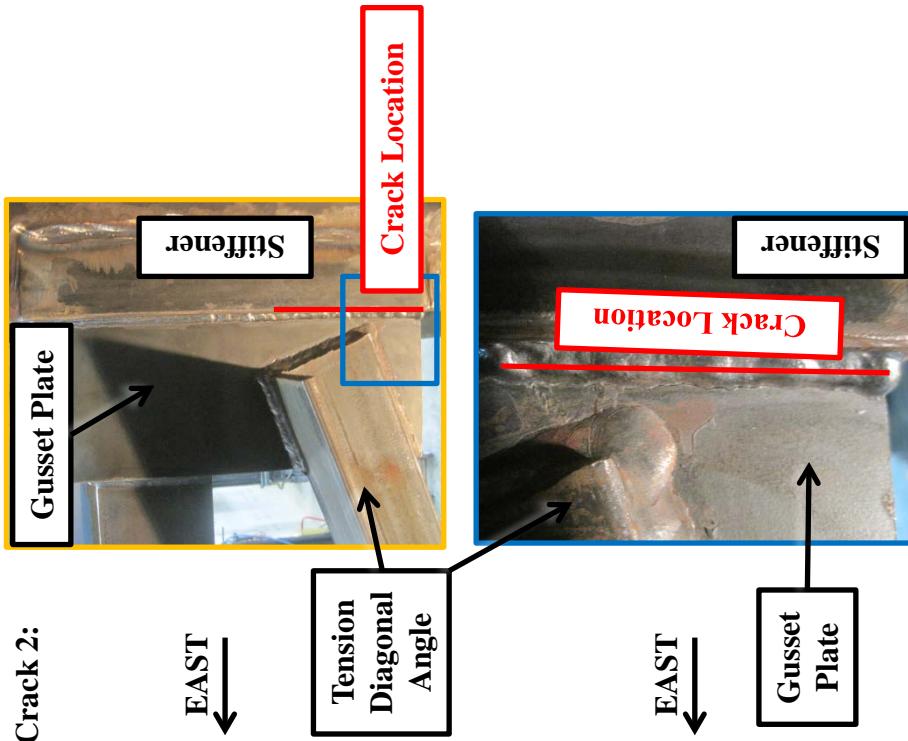 Crack 2:
Gusset Plate
Stiffener
Crack Location
EAST
Tension
Diagonal
Angle
Stiffener
Crack Location
EAST
Gusset
Plate